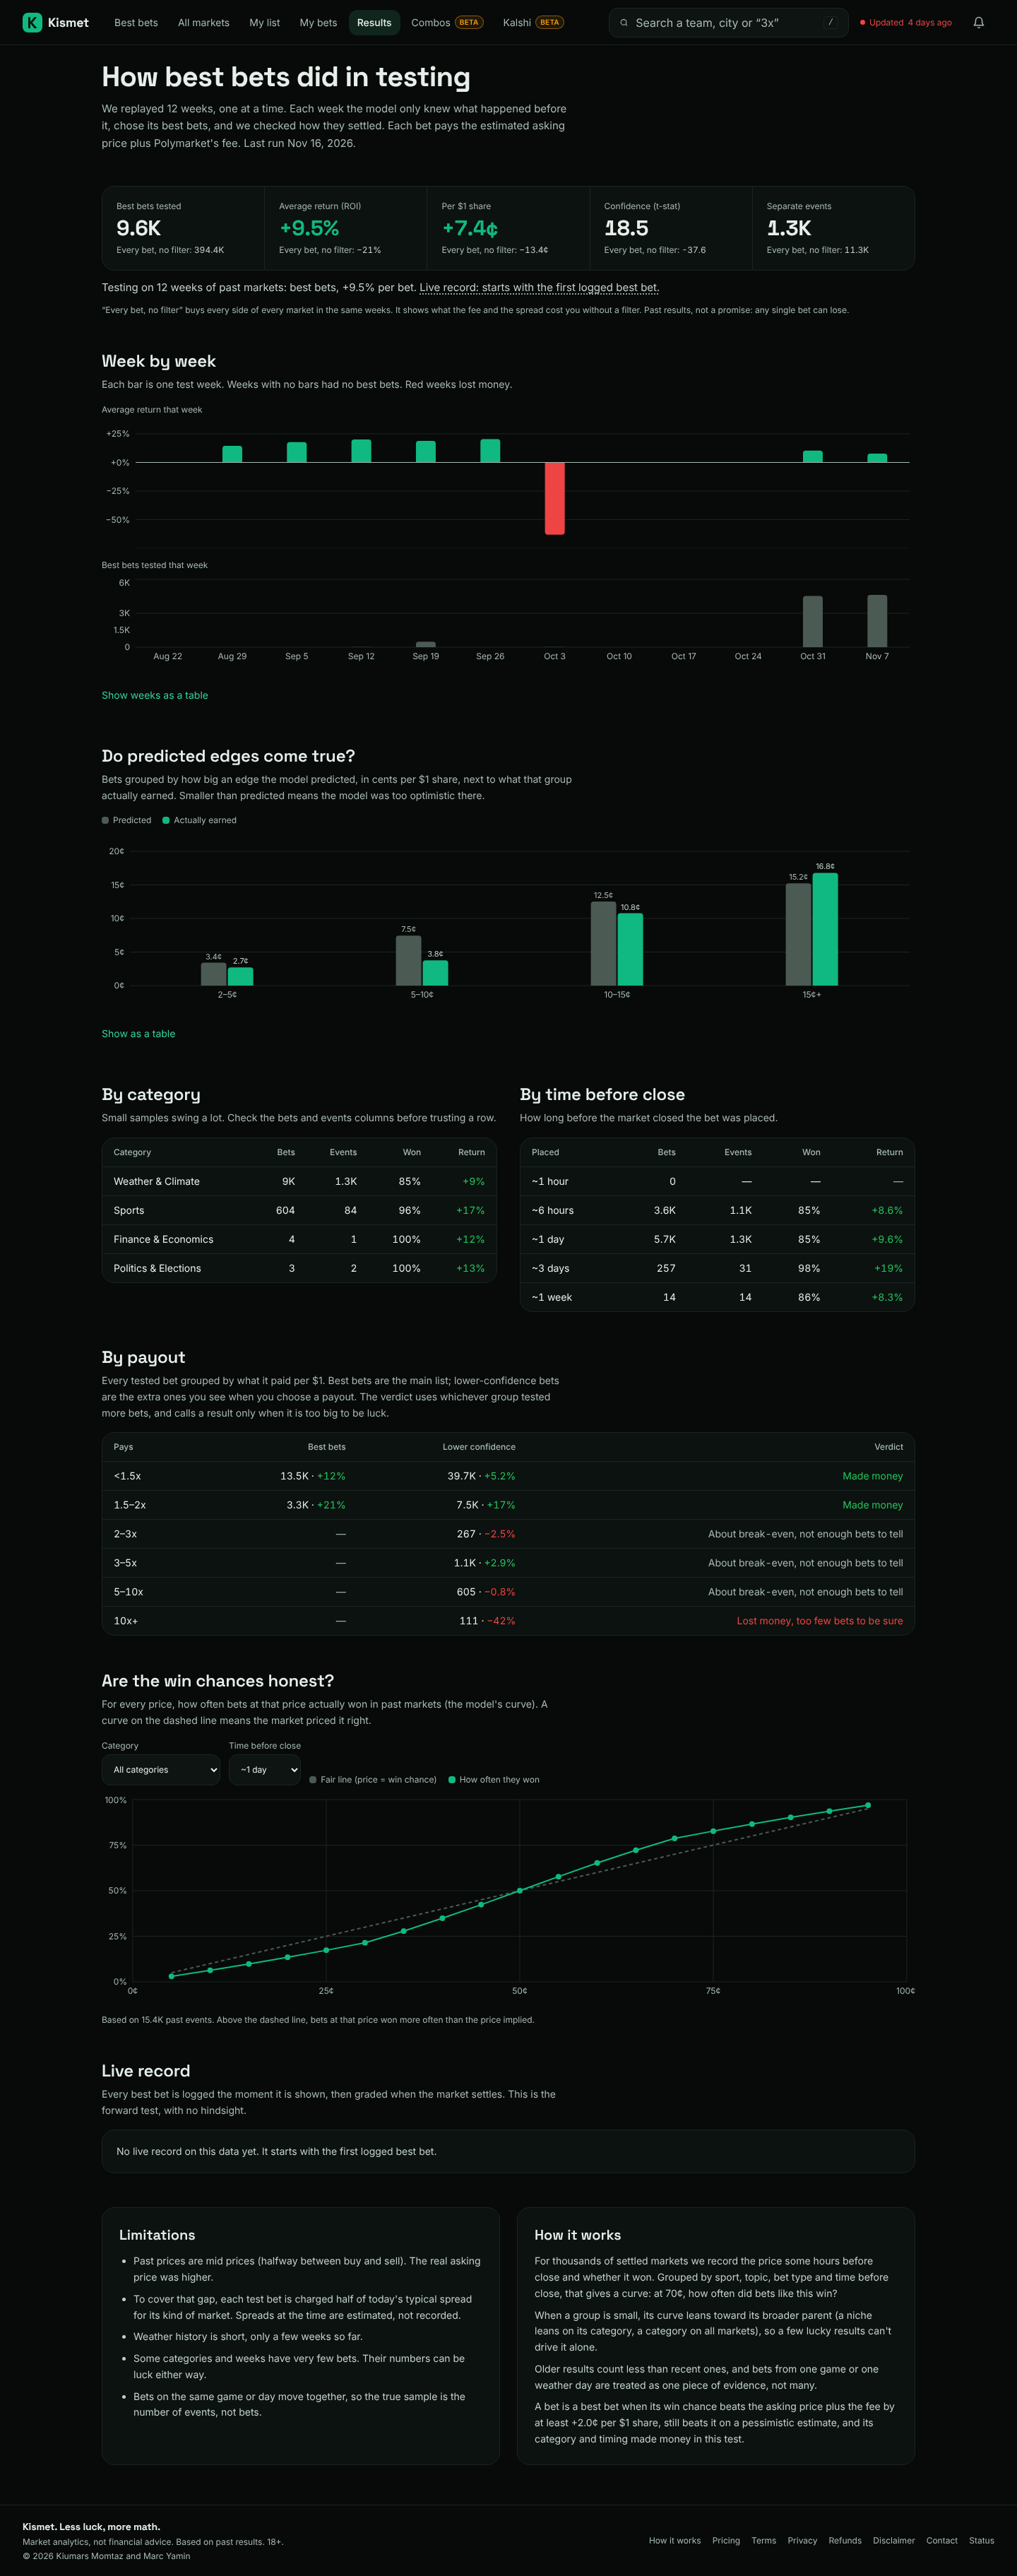 K Kismet Best bets All markets My list My bets Results Combos BETA Kalshi BETA Search a team, city or “3x” / Updated 4 days ago
How best bets did in testing
We replayed 12 weeks, one at a time. Each week the model only knew what happened before
it, chose its best bets, and we checked how they settled. Each bet pays the estimated asking
price plus Polymarket's fee. Last run Nov 16, 2026.
Best bets tested
9.6K
Every bet, no filter: 394.4K
Average return (ROI)
+9.5%
Every bet, no filter: −21%
Per $1 share
+7.4¢
Every bet, no filter: −13.4¢
Confidence (t-stat)
18.5
Every bet, no filter: -37.6
Separate events
1.3K
Every bet, no filter: 11.3K
Testing on 12 weeks of past markets: best bets, +9.5% per bet. Live record: starts with the first logged best bet.
“Every bet, no filter” buys every side of every market in the same weeks. It shows what the fee and the spread cost you without a filter. Past results, not a promise: any single bet can lose.
Week by week
Each bar is one test week. Weeks with no bars had no best bets. Red weeks lost money.
Average return that week
+25%
+0%
−25%
−50%
Best bets tested that week
6K
3K
1.5K
0
Aug 22 Aug 29 Sep 5 Sep 12 Sep 19 Sep 26 Oct 3 Oct 10 Oct 17 Oct 24 Oct 31 Nov 7
Show weeks as a table
Do predicted edges come true?
Bets grouped by how big an edge the model predicted, in cents per $1 share, next to what that group
actually earned. Smaller than predicted means the model was too optimistic there.
Predicted Actually earned
20¢
15¢
10¢
5¢
0¢
3.4¢ 2.7¢ 7.5¢ 3.8¢ 12.5¢ 10.8¢ 15.2¢ 16.8¢
2–5¢ 5–10¢ 10–15¢ 15¢+
Show as a table
By category
Small samples swing a lot. Check the bets and events columns before trusting a row.
Category Bets Events Won Return
Weather & Climate 9K 1.3K 85% +9%
Sports 604 84 96% +17%
Finance & Economics 4 1 100% +12%
Politics & Elections 3 2 100% +13%
By time before close
How long before the market closed the bet was placed.
Placed Bets Events Won Return
~1 hour 0 — — —
~6 hours 3.6K 1.1K 85% +8.6%
~1 day 5.7K 1.3K 85% +9.6%
~3 days 257 31 98% +19%
~1 week 14 14 86% +8.3%
By payout
Every tested bet grouped by what it paid per $1. Best bets are the main list; lower-confidence bets
are the extra ones you see when you choose a payout. The verdict uses whichever group tested
more bets, and calls a result only when it is too big to be luck.
Pays Best bets Lower confidence Verdict
<1.5x 13.5K · +12% 39.7K · +5.2% Made money
1.5–2x 3.3K · +21% 7.5K · +17% Made money
2–3x — 267 · −2.5% About break-even, not enough bets to tell
3–5x — 1.1K · +2.9% About break-even, not enough bets to tell
5–10x — 605 · −0.8% About break-even, not enough bets to tell
10x+ — 111 · −42% Lost money, too few bets to be sure
Are the win chances honest?
For every price, how often bets at that price actually won in past markets (the model's curve). A
curve on the dashed line means the market priced it right.
Category Time before close
All categories ~1 day Fair line (price = win chance) How often they won
100%
75%
50%
25%
0%
0¢ 25¢ 50¢ 75¢ 100¢
Based on 15.4K past events. Above the dashed line, bets at that price won more often than the price implied.
Live record
Every best bet is logged the moment it is shown, then graded when the market settles. This is the
forward test, with no hindsight.
No live record on this data yet. It starts with the first logged best bet.
Limitations
• Past prices are mid prices (halfway between buy and sell). The real asking
price was higher.
• To cover that gap, each test bet is charged half of today's typical spread
for its kind of market. Spreads at the time are estimated, not recorded.
• Weather history is short, only a few weeks so far.
• Some categories and weeks have very few bets. Their numbers can be
luck either way.
• Bets on the same game or day move together, so the true sample is the
number of events, not bets.
How it works
For thousands of settled markets we record the price some hours before
close and whether it won. Grouped by sport, topic, bet type and time before
close, that gives a curve: at 70¢, how often did bets like this win?
When a group is small, its curve leans toward its broader parent (a niche
leans on its category, a category on all markets), so a few lucky results can't
drive it alone.
Older results count less than recent ones, and bets from one game or one
weather day are treated as one piece of evidence, not many.
A bet is a best bet when its win chance beats the asking price plus the fee by
at least +2.0¢ per $1 share, still beats it on a pessimistic estimate, and its
category and timing made money in this test.
Kismet. Less luck, more math.
Market analytics, not financial advice. Based on past results. 18+.
© 2026 Kiumars Momtaz and Marc Yamin
How it works Pricing Terms Privacy Refunds Disclaimer Contact Status